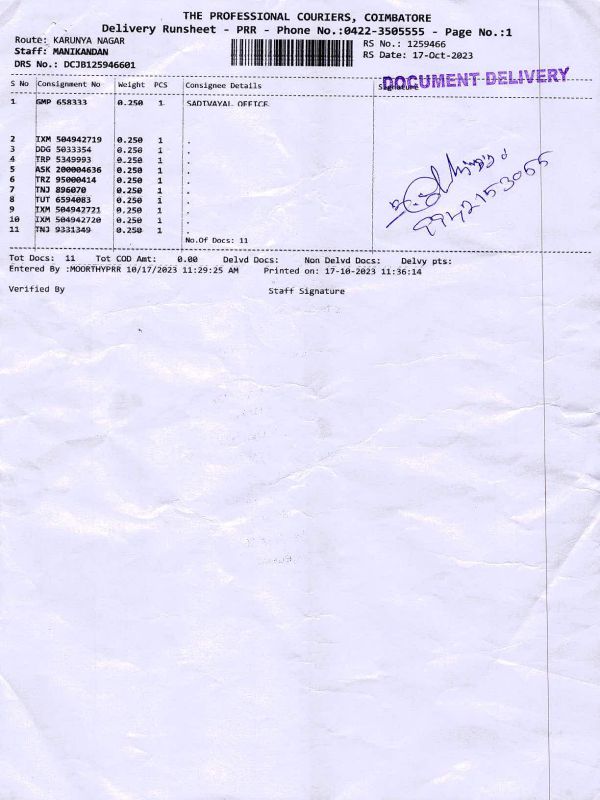 THE PROFESSIONAL COURIERS, COIMBATORE
Delivery Runsheet - PRR - Phone No.:0422-3505555 - Page No.:1
Route: KARUNYA NAGAR
RS No.: 1259466
Staff: MANIKANDAN
RS Date: 17-Oct-2023
DRS No.: DCJB125946601
DOCUMENT DELIVERY
S No Consignment No Weight PCS Consignee Details Signature
1 GMP 658333 0.250 1 SADIVAYAL OFFICE
2 IXM 504942719 0.250 1 .
3 DDG 5033354 0.250 1 .
4 TRP 5349993 0.250 1 .
5 ASK 200004636 0.250 1 .
6 TRZ 95000414 0.250 1 .
7 TNJ 896070 0.250 1 .
8 TUT 6594083 0.250 1 .
9 IXM 504942721 0.250 1 .
10 IXM 504942720 0.250 1 .
11 TNJ 9331349 0.250 1 .
9942153055
No.Of Docs: 11
Tot Docs: 11 Tot COD Amt: 0.00 Delvd Docs: Non Delvd Docs: Delvy pts:
Entered By :MOORTHYPRR 10/17/2023 11:29:25 AM Printed on: 17-10-2023 11:36:14
Verified By Staff Signature